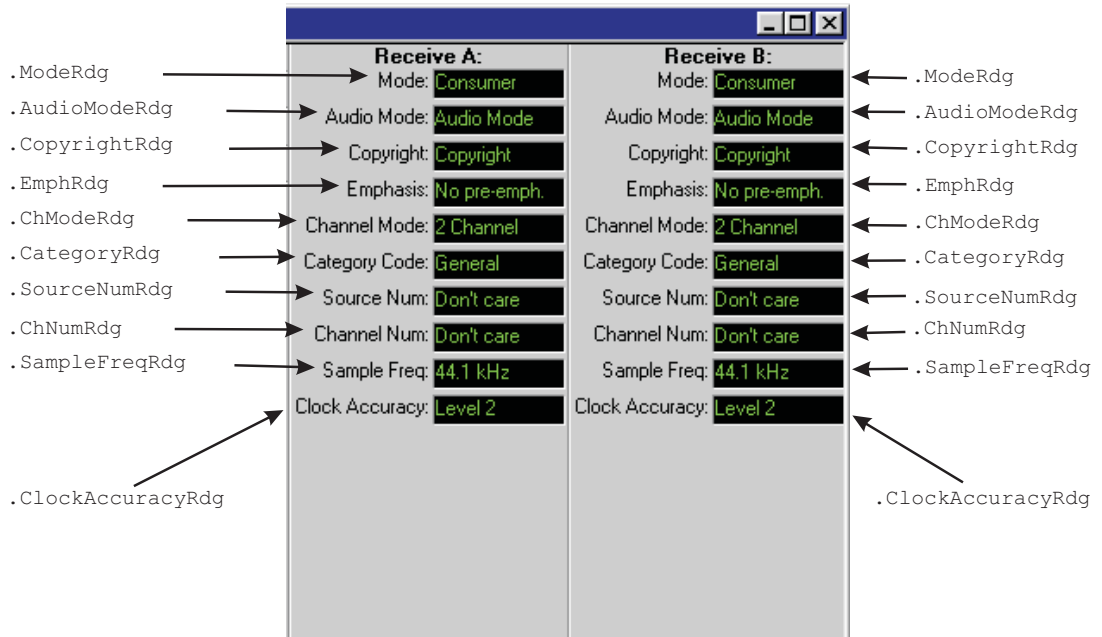 Receive A: Receive B:
.ModeRdg Mode: Consumer Mode: Consumer .ModeRdg
.AudioModeRdg Audio Mode: Audio Mode Audio Mode: Audio Mode .AudioModeRdg
.CopyrightRdg Copyright: Copyright Copyright: Copyright .CopyrightRdg
.EmphRdg Emphasis: No pre-emph. Emphasis: No pre-emph. .EmphRdg
.ChModeRdg Channel Mode: 2 Channel Channel Mode: 2 Channel .ChModeRdg
.CategoryRdg Category Code: General Category Code: General .CategoryRdg
.SourceNumRdg Source Num: Don't care Source Num: Don't care .SourceNumRdg
.ChNumRdg Channel Num: Don't care Channel Num: Don't care .ChNumRdg
.SampleFreqRdg Sample Freq: 44.1 kHz Sample Freq: 44.1 kHz .SampleFreqRdg
Clock Accuracy: Level 2 Clock Accuracy: Level 2
.ClockAccuracyRdg .ClockAccuracyRdg